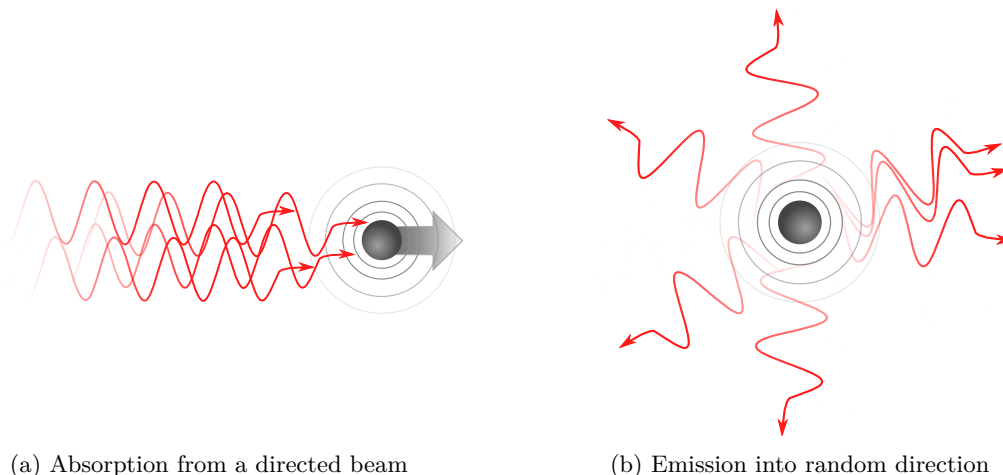 (a) Absorption from a directed beam
(b) Emission into random direction